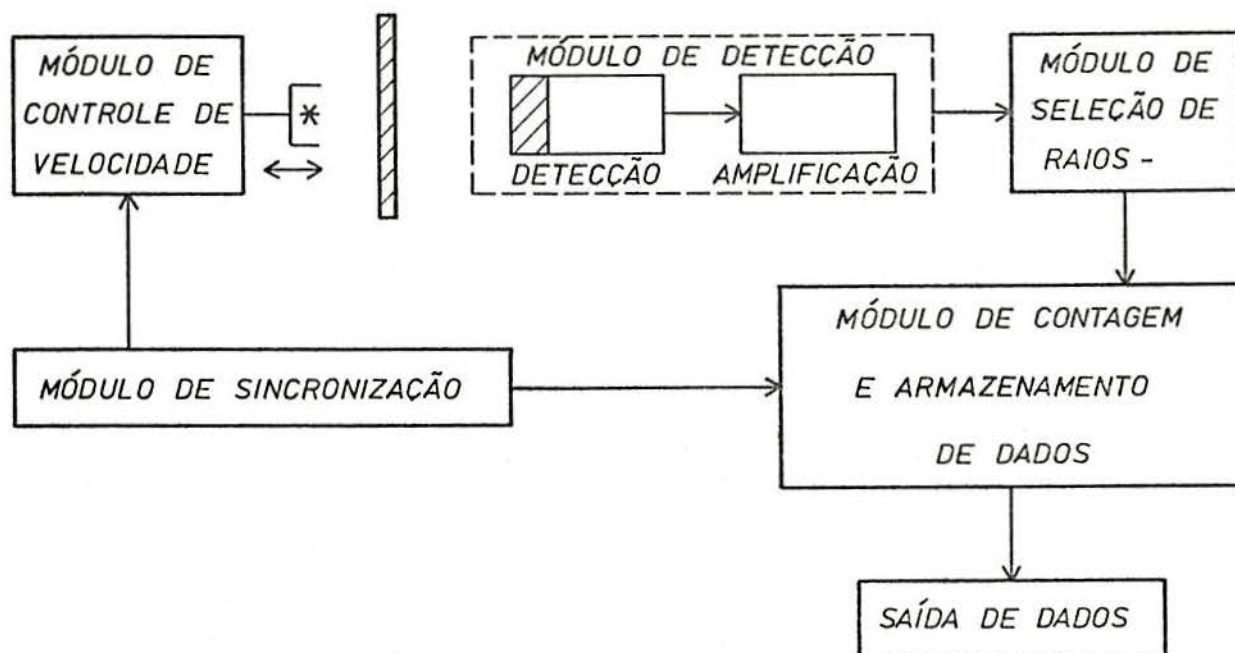 MÓDULO DE
CONTROLE DE
VELOCIDADE
*
MÓDULO DE DETECÇÃO
DETECÇÃO
AMPLIFICAÇÃO
MÓDULO DE
SELEÇÃO DE
RAIOS -
MÓDULO DE SINCRONIZAÇÃO
MÓDULO DE CONTAGEM
E ARMAZENAMENTO
DE DADOS
SAÍDA DE DADOS